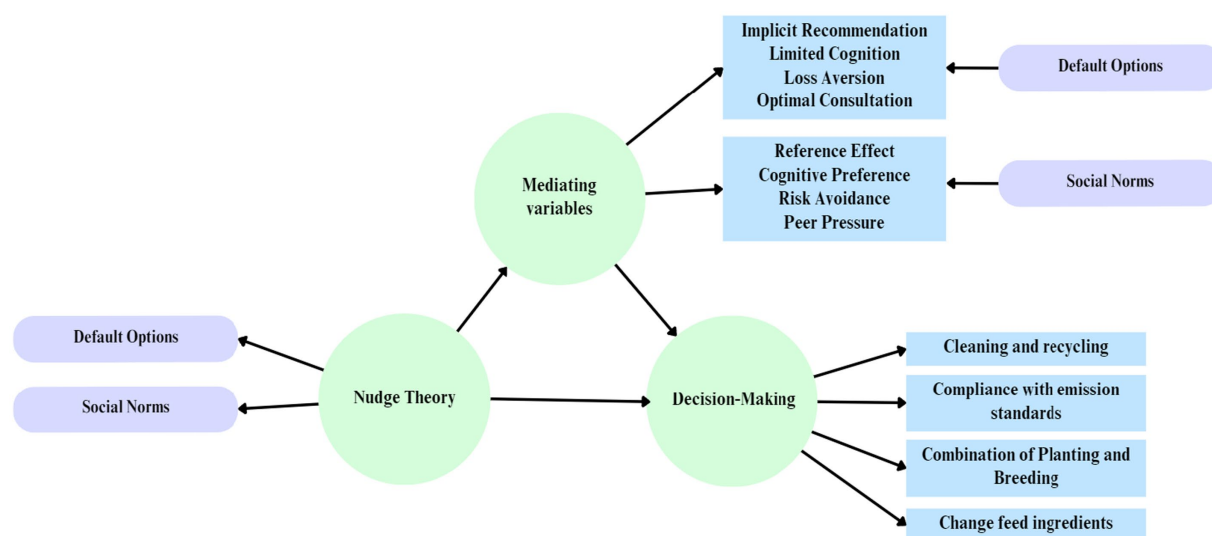 Implicit Recommendation
Limited Cognition
Loss Aversion
Optimal Consultation
Default Options
Reference Effect
Cognitive Preference
Risk Avoidance
Peer Pressure
Social Norms
Mediating
variables
Default Options
Social Norms
Nudge Theory
Decision-Making
Cleaning and recycling
Compliance with emission
standards
Combination of Planting and
Breeding
Change feed ingredients